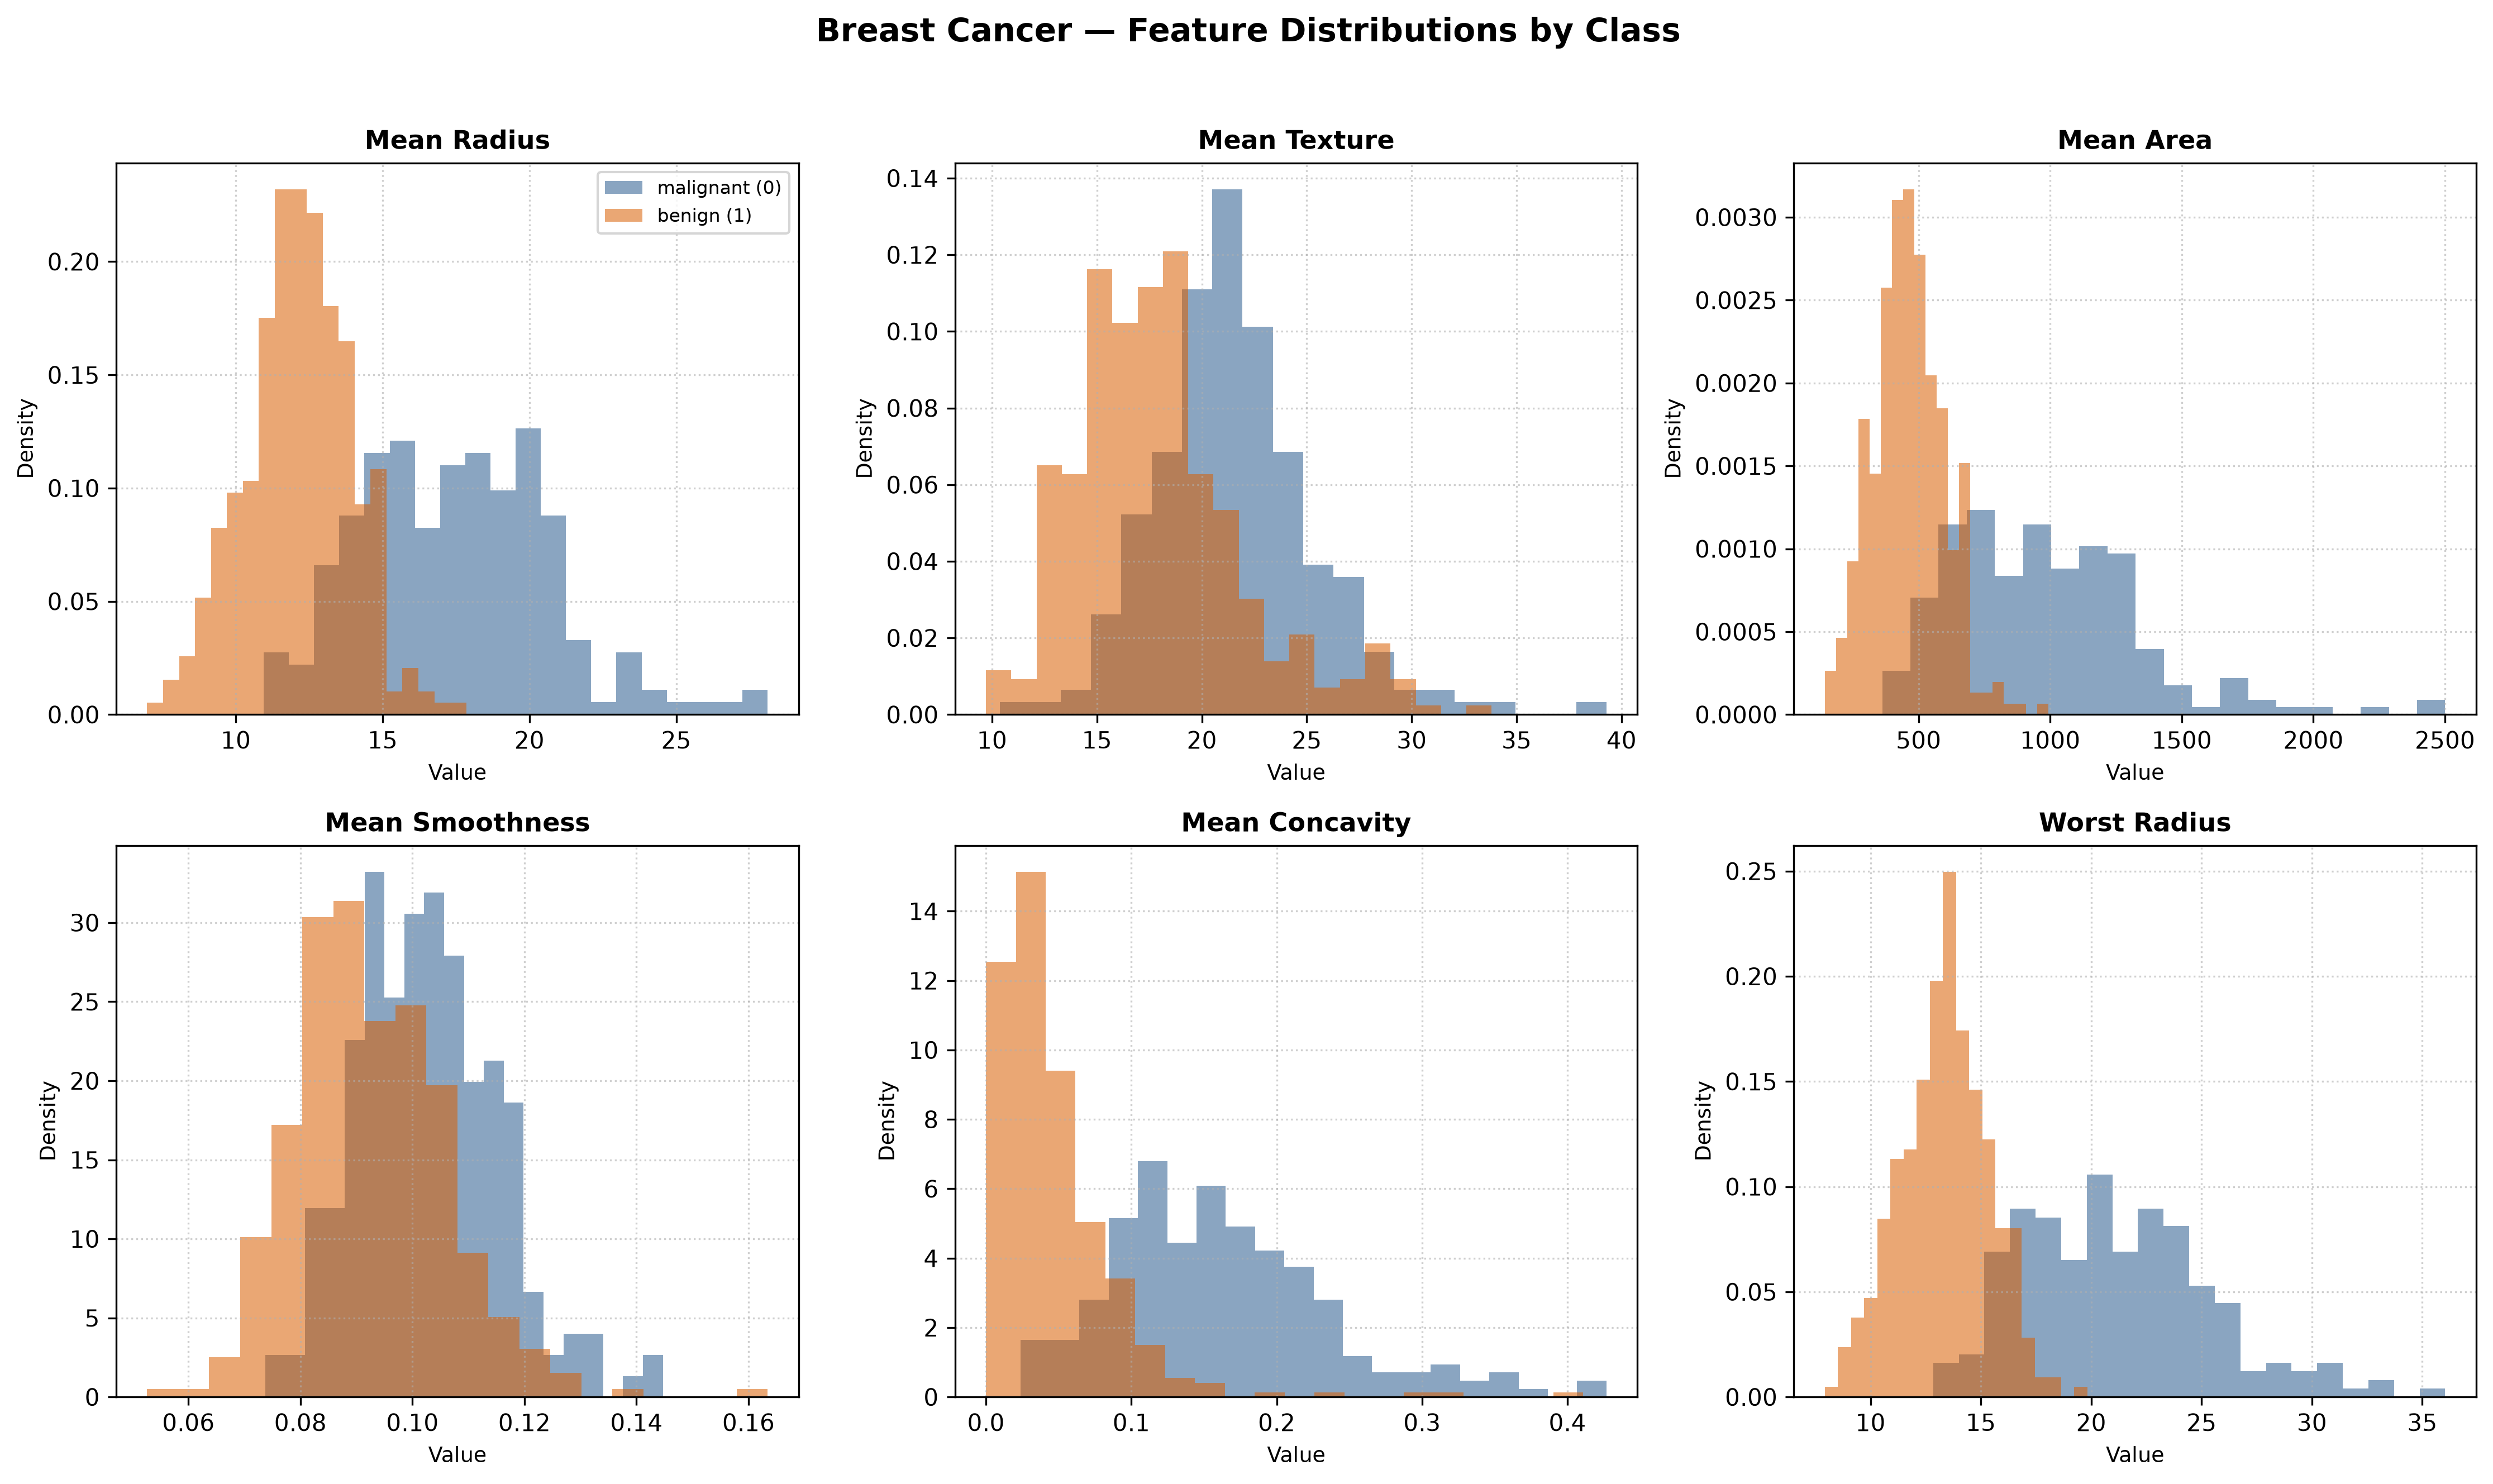 Breast Cancer — Feature Distributions by Class
Mean Radius
malignant (0)
benign (1)
0.20
0.15
0.10
0.05
0.00
Density
10 15 20 25
Value
Mean Texture
0.14
0.12
0.10
0.08
0.06
0.04
0.02
0.00
Density
10 15 20 25 30 35 40
Value
Mean Area
0.0030
0.0025
0.0020
0.0015
0.0010
0.0005
0.0000
Density
500 1000 1500 2000 2500
Value
Mean Smoothness
30
25
20
15
10
5
0
Density
0.06 0.08 0.10 0.12 0.14 0.16
Value
Mean Concavity
14
12
10
8
6
4
2
0
Density
0.0 0.1 0.2 0.3 0.4
Value
Worst Radius
0.25
0.20
0.15
0.10
0.05
0.00
Density
10 15 20 25 30 35
Value